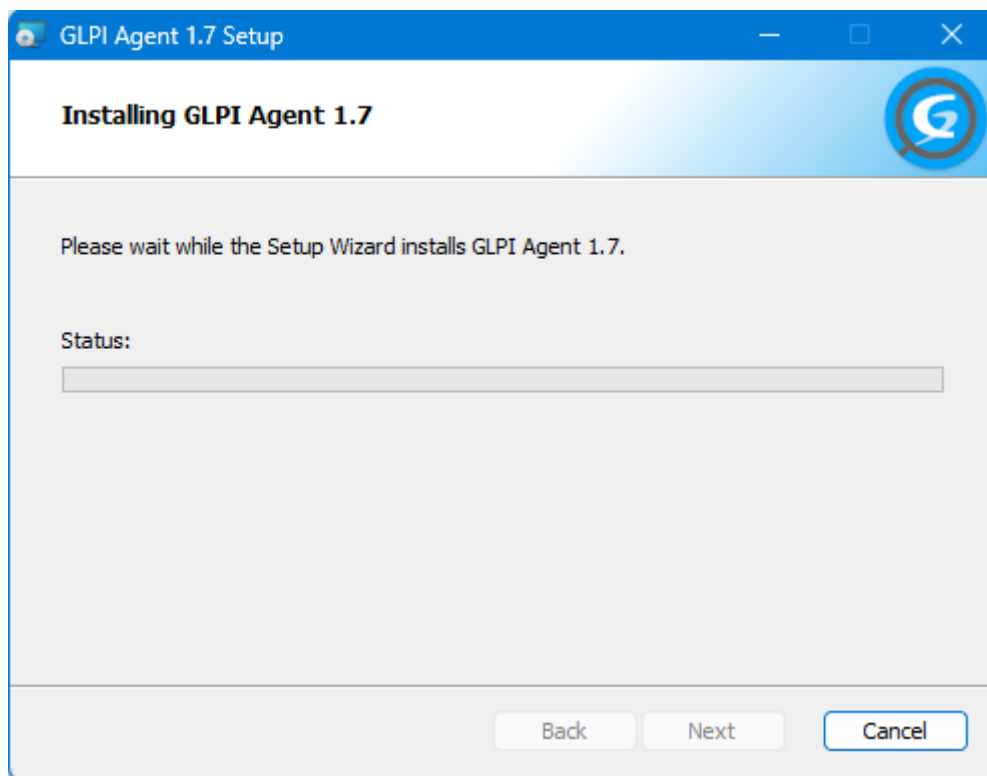 GLPI Agent 1.7 Setup
Installing GLPI Agent 1.7
Please wait while the Setup Wizard installs GLPI Agent 1.7.
Status:
Back Next Cancel